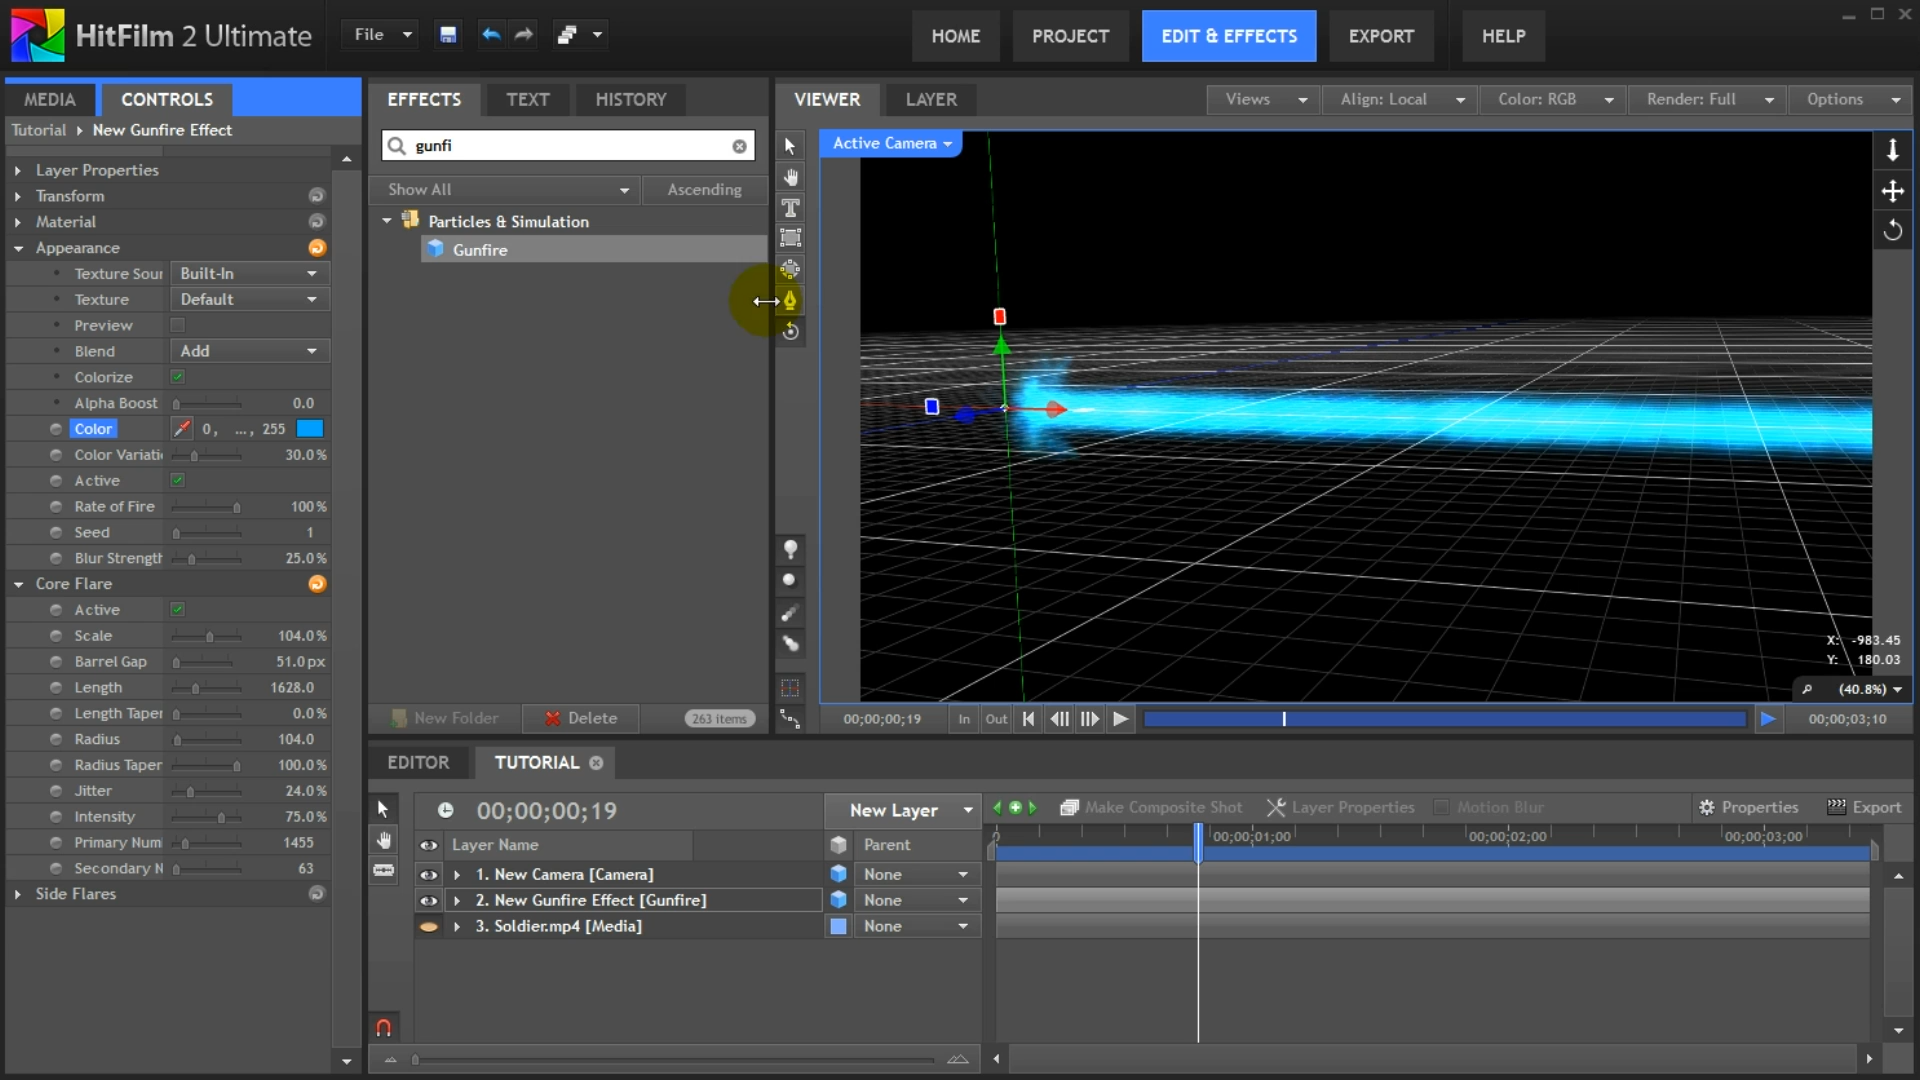 HitFilm 2 Ultimate
File
HOME
PROJECT
EDIT & EFFECTS
EXPORT
HELP
MEDIA
CONTROLS
Tutorial
New Gunfire Effect
Layer Properties
Transform
Material
Appearance
Texture Sour
Built-In
Texture
Default
Preview
Blend
Add
Colorize
Alpha Boost
0.0
Color
0, ..., 255
Color Variati
30.0%
Active
Rate of Fire
100%
Seed
1
Blur Strength
25.0%
Core Flare
Active
Scale
104.0%
Barrel Gap
51.0 px
Length
1628.0
Length Taper
0.0%
Radius
104.0
Radius Taper
100.0%
Jitter
24.0%
Intensity
75.0%
Primary Num
1455
Secondary N
63
Side Flares
EFFECTS
TEXT
HISTORY
gunfi
Show All
Ascending
Particles & Simulation
Gunfire
New Folder
Delete
263 items
VIEWER
LAYER
Views
Align: Local
Color: RGB
Render: Full
Options
Active Camera
X: -983.45
Y: 180.03
(40.8%)
00;00;00;19
In
Out
00;00;03;10
EDITOR
TUTORIAL
00;00;00;19
New Layer
Make Composite Shot
Layer Properties
Motion Blur
Properties
Export
Layer Name
Parent
0
00;00;01;00
00;00;02;00
00;00;03;00
1. New Camera [Camera]
None
2. New Gunfire Effect [Gunfire]
None
3. Soldier.mp4 [Media]
None